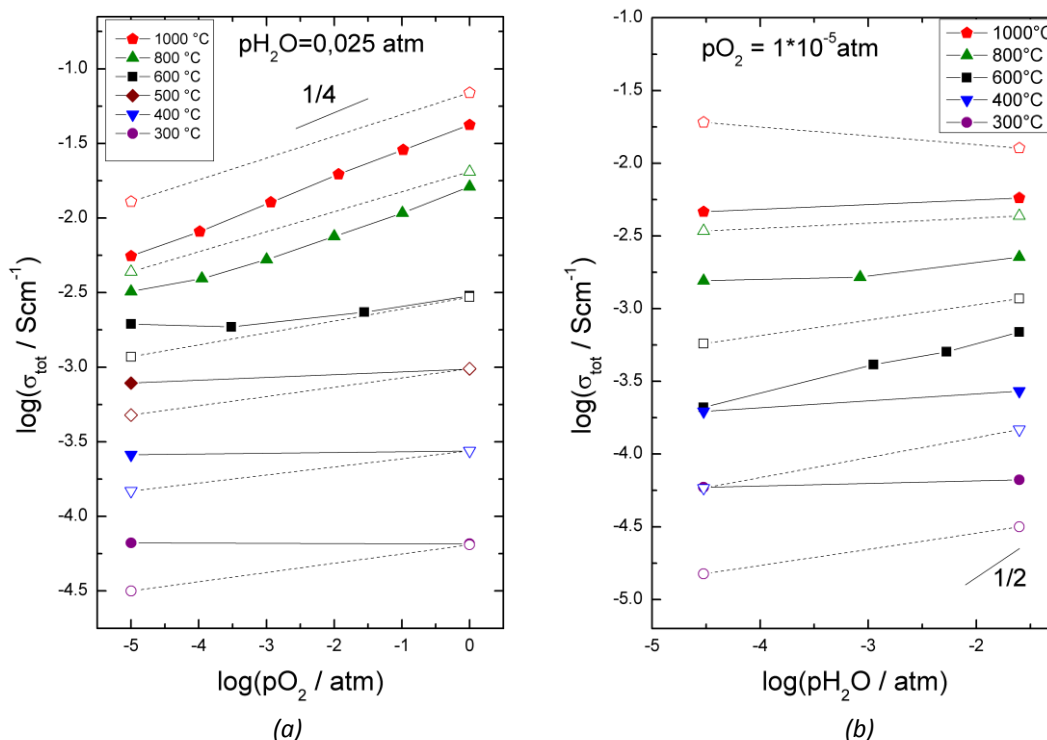 1000 °C
800 °C
600 °C
500 °C
400 °C
300 °C
pH2O=0,025 atm
1/4
log(σtot / Scm-1)
-1.0
-1.5
-2.0
-2.5
-3.0
-3.5
-4.0
-4.5
-5 -4 -3 -2 -1 0
log(pO2 / atm)
(a)
1000°C
800°C
600°C
400°C
300°C
pO2 = 1*10-5atm
1/2
log(σtot / Scm-1)
-1.0
-1.5
-2.0
-2.5
-3.0
-3.5
-4.0
-4.5
-5.0
-5 -4 -3 -2
log(pH2O / atm)
(b)